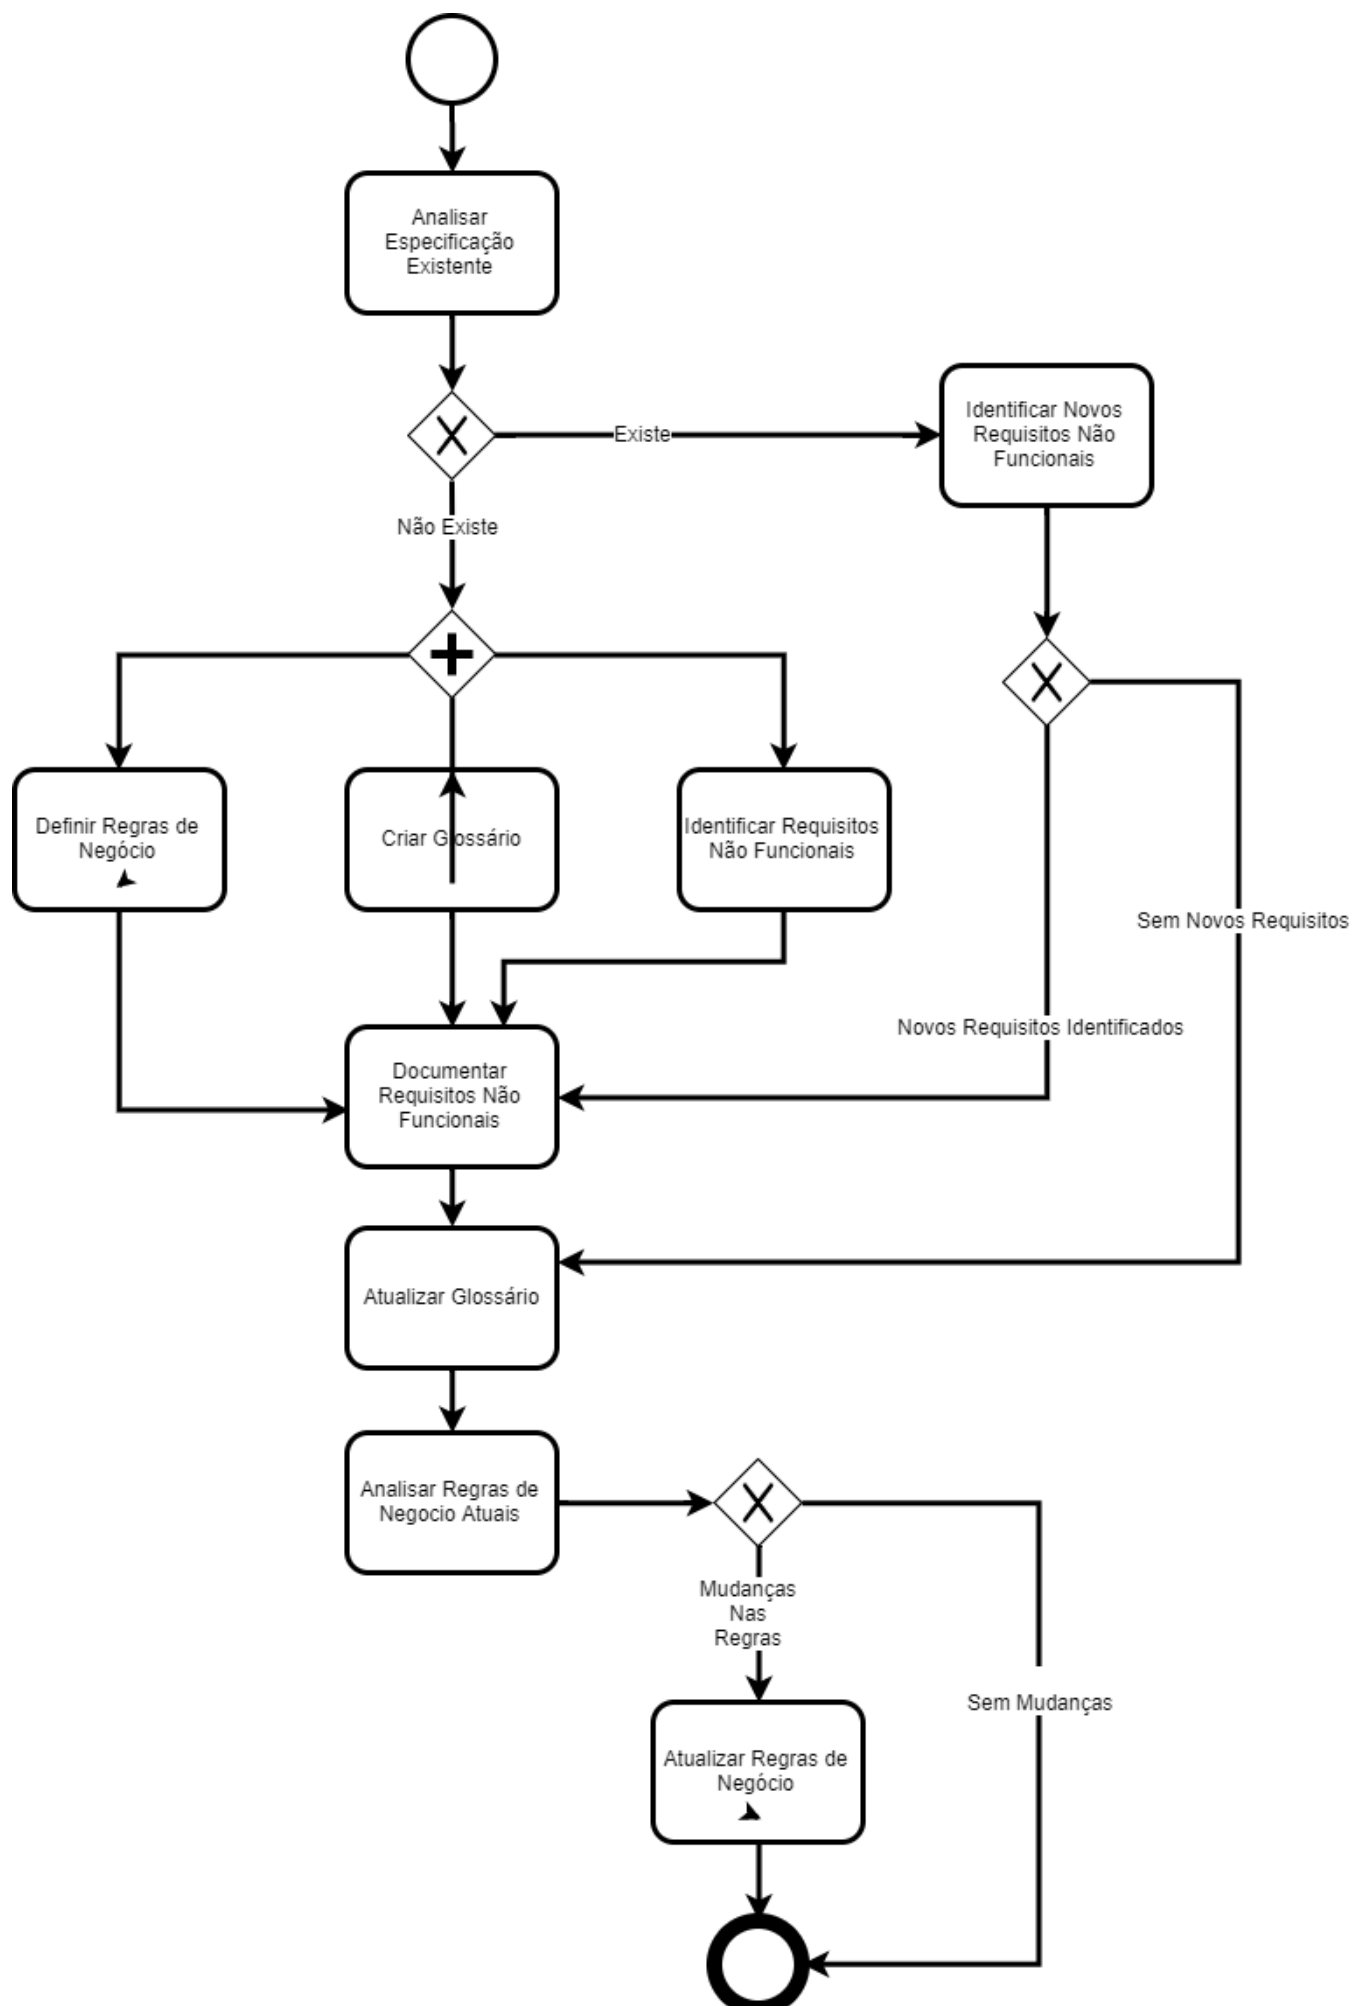 Analisar
Especificação
Existente
Existe
Identificar Novos
Requisitos Não
Funcionais
Não Existe
Definir Regras de
Negócio
Criar Glossário
Identificar Requisitos
Não Funcionais
Sem Novos Requisitos
Novos Requisitos Identificados
Documentar
Requisitos Não
Funcionais
Atualizar Glossário
Analisar Regras de
Negocio Atuais
Mudanças
Nas
Regras
Sem Mudanças
Atualizar Regras de
Negócio